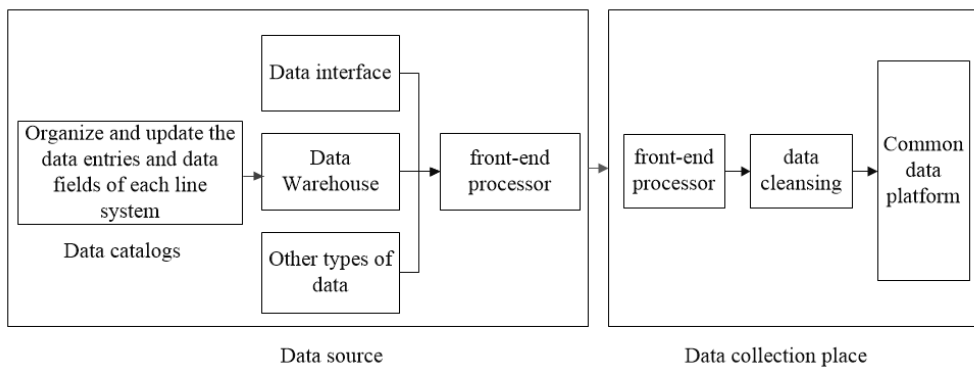 Organize and update the
data entries and data
fields of each line
system
Data catalogs
Data interface
Data
Warehouse
Other types of
data
front-end
processor
Data source
front-end
processor
data
cleansing
Common
data
platform
Data collection place